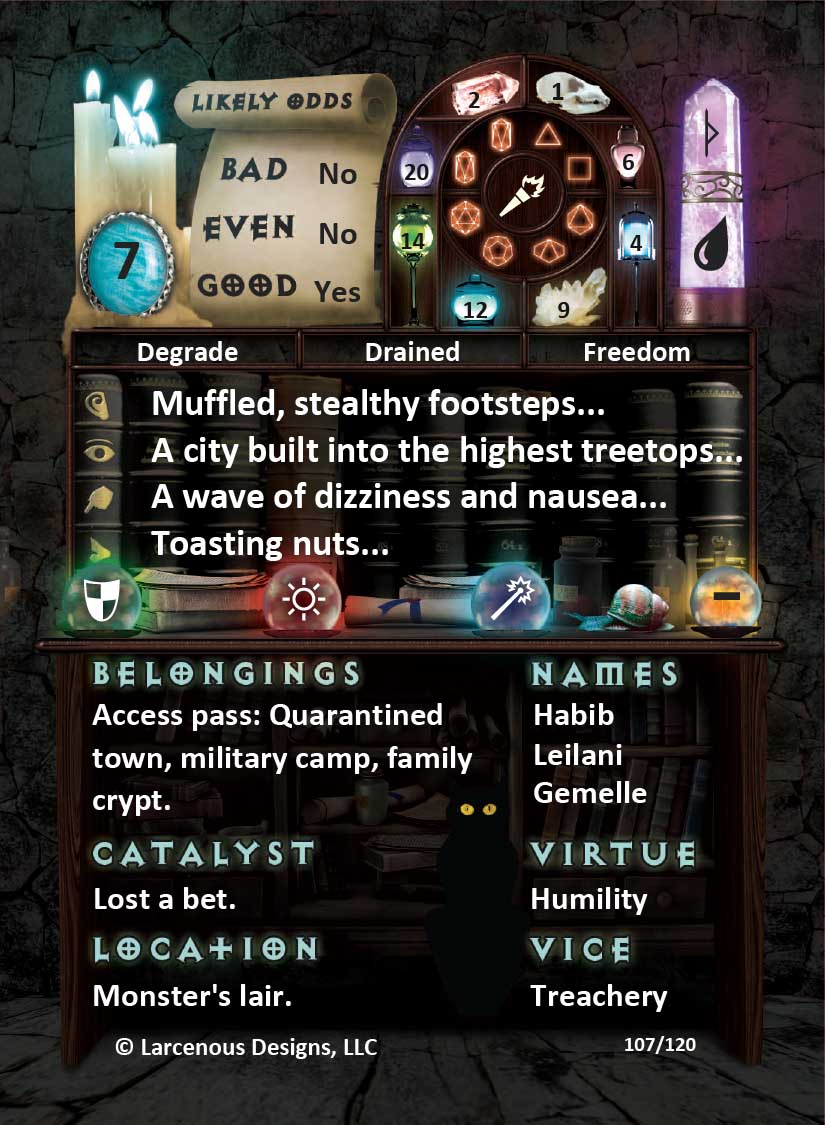 LIKELY ODDS
BAD No
EVEN No
GOOD Yes
7
2 1
20 6
14 4
12 9
ᚦ
Degrade Drained Freedom
Muffled, stealthy footsteps...
A city built into the highest treetops...
A wave of dizziness and nausea...
Toasting nuts...
–
BELONGINGS
Access pass: Quarantined
town, military camp, family
crypt.
NAMES
Habib
Leilani
Gemelle
CATALYST
Lost a bet.
VIRTUE
Humility
LOCATION
Monster's lair.
VICE
Treachery
© Larcenous Designs, LLC
107/120